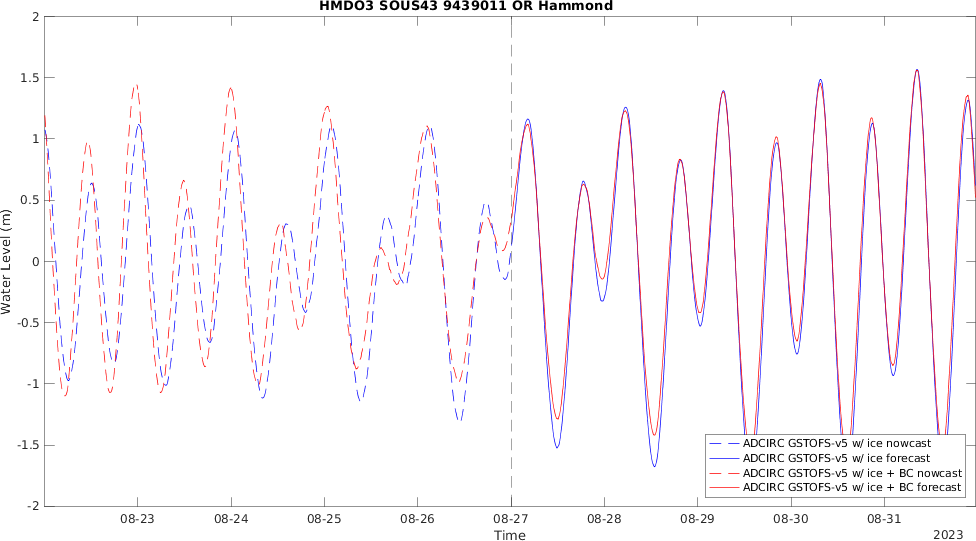 HMDO3 SOUS43 9439011 OR Hammond
2
1.5
1
0.5
0
-0.5
-1
-1.5
-2
Water Level (m)
ADCIRC GSTOFS-v5 w/ ice nowcast
ADCIRC GSTOFS-v5 w/ ice forecast
ADCIRC GSTOFS-v5 w/ ice + BC nowcast
ADCIRC GSTOFS-v5 w/ ice + BC forecast
08-23 08-24 08-25 08-26 08-27 08-28 08-29 08-30 08-31
Time
2023